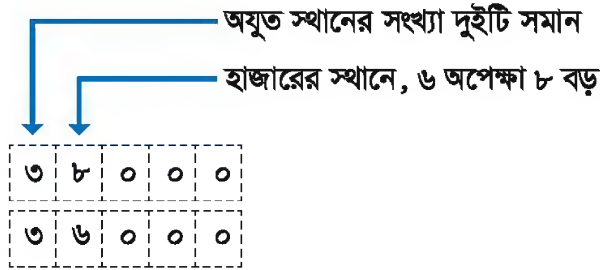 অযুত স্থানের সংখ্যা দুইটি সমান
হাজারের স্থানে, ৬ অপেক্ষা ৮ বড়
৩ ৮ ০ ০ ০
৩ ৬ ০ ০ ০